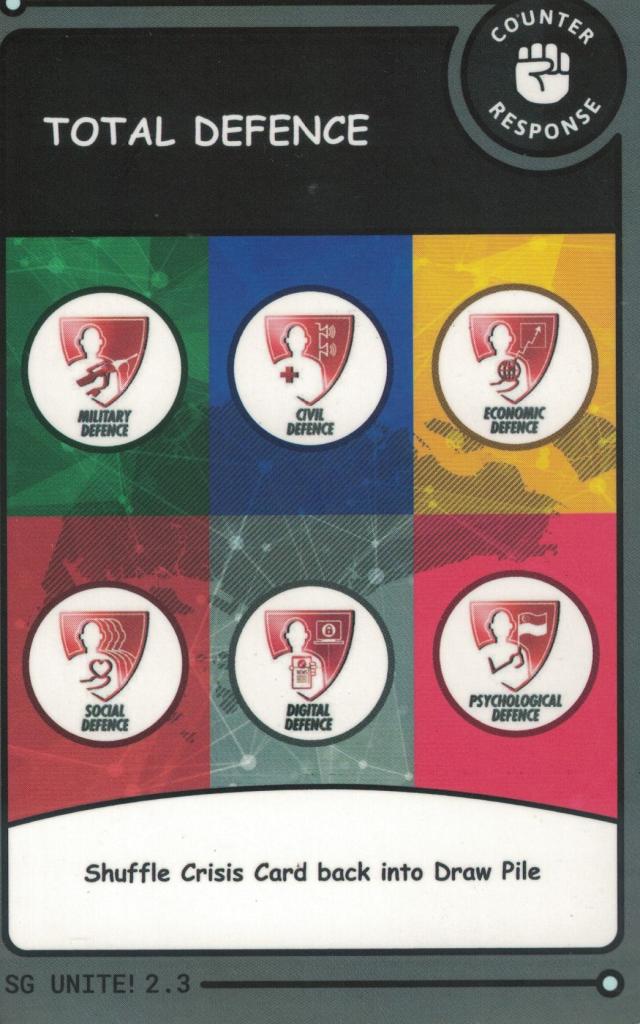 COUNTER
RESPONSE
TOTAL DEFENCE
MILITARY
DEFENCE
CIVIL
DEFENCE
ECONOMIC
DEFENCE
SOCIAL
DEFENCE
DIGITAL
DEFENCE
PSYCHOLOGICAL
DEFENCE
Shuffle Crisis Card back into Draw Pile
SG UNITE! 2.3